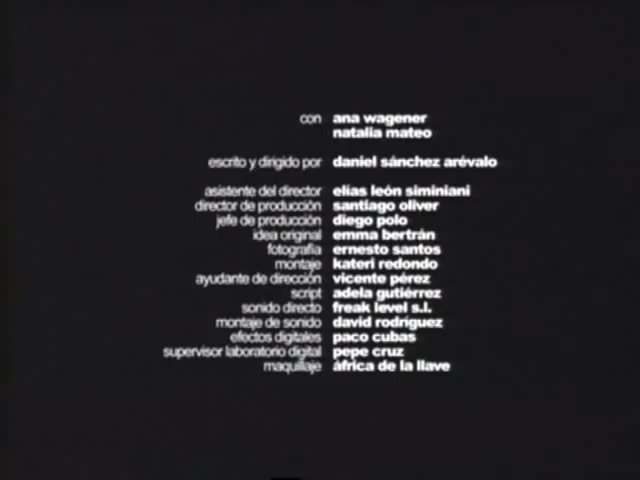 con ana wagener
natalia mateo
escrito y dirigido por daniel sánchez arévalo
asistente del director elías león siminiani
director de producción santiago oliver
jefe de producción diego polo
idea original emma bertrán
fotografía ernesto santos
montaje kateri redondo
ayudante de dirección vicente pérez
script adela gutiérrez
sonido directo freak level s.l.
montaje de sonido david rodríguez
efectos digitales paco cubas
supervisor laboratorio digital pepe cruz
maquillaje áfrica de la llave